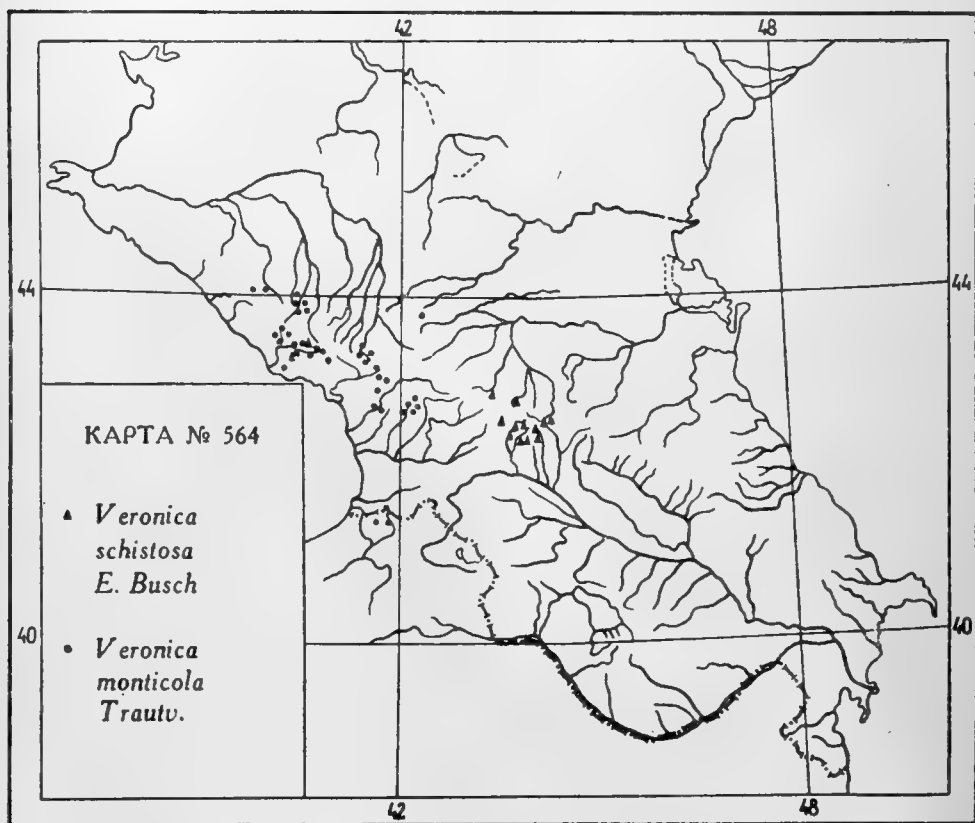 42 48
44 44
КАРТА № 564
Veronica
schistosa
E. Busch
40 40
Veronica
monticola
Trautv.
42 48